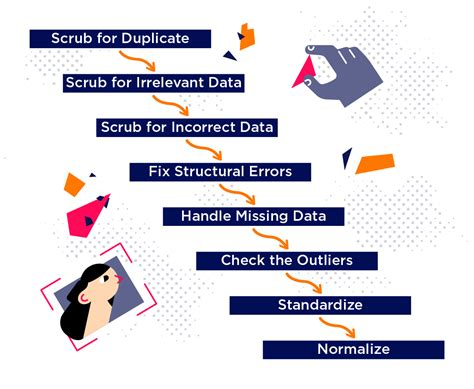 Scrub for Duplicate
Scrub for Irrelevant Data
Scrub for Incorrect Data
Fix Structural Errors
Handle Missing Data
Check the Outliers
Standardize
Normalize